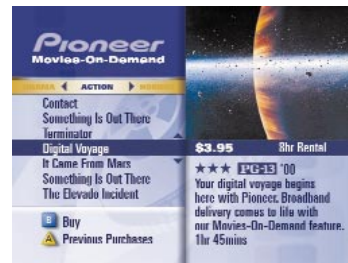 Pioneer
Movies-On-Demand
DRAMA ACTION
Contact
Something Is Out There
Terminator
Digital Voyage
It Came From Mars
Something Is Out There
The Elevado Incident
B Buy
A Previous Purchases
$3.95 8hr Rental
★★★ PG-13 '00
Your digital voyage begins
here with Pioneer. Broadband
delivery comes to life with
our Movies-On-Demand feature.
1hr 45mins